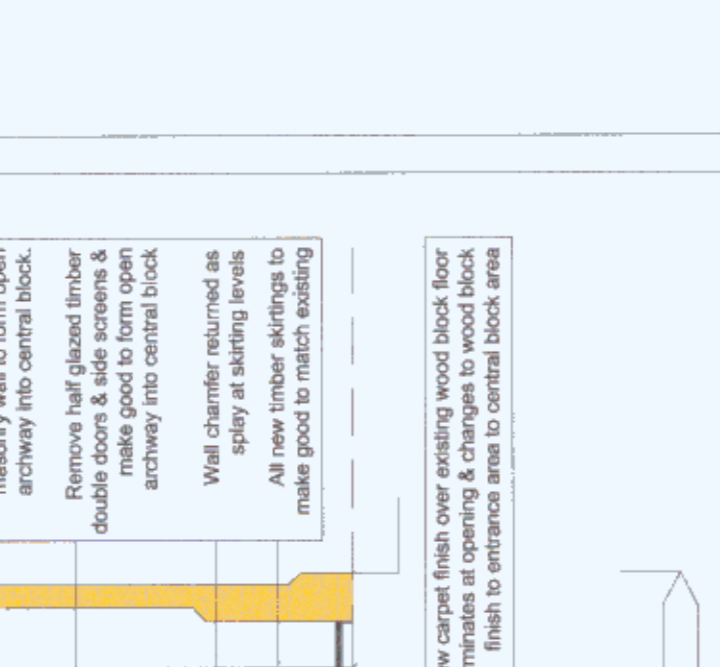 archway into central block.
Remove half glazed timber
double doors & side screens &
make good to form open
archway into central block
Wall chamfer returned as
splay at skirting levels
All new timber skirtings to
make good to match existing
carpet finish over existing wood block floor
at opening & changes to wood block
finish to entrance area to central block area